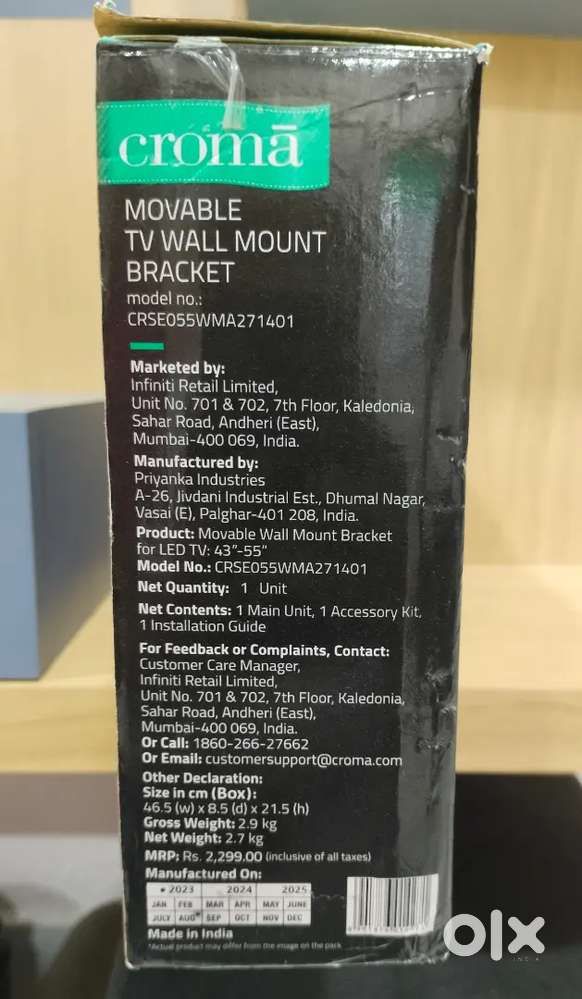 cromā
MOVABLE
TV WALL MOUNT
BRACKET
model no.:
CRSE055WMA271401
Marketed by:
Infiniti Retail Limited,
Unit No. 701 & 702, 7th Floor, Kaledonia,
Sahar Road, Andheri (East),
Mumbai-400 069, India.
Manufactured by:
Priyanka Industries
A-26, Jivdani Industrial Est., Dhumal Nagar,
Vasai (E), Palghar-401 208, India.
Product: Movable Wall Mount Bracket
for LED TV: 43"-55"
Model No.: CRSE055WMA271401
Net Quantity: 1 Unit
Net Contents: 1 Main Unit, 1 Accessory Kit,
1 Installation Guide
For Feedback or Complaints, Contact:
Customer Care Manager,
Infiniti Retail Limited,
Unit No. 701 & 702, 7th Floor, Kaledonia,
Sahar Road, Andheri (East),
Mumbai-400 069, India.
Or Call: 1860-266-27662
Or Email: customersupport@croma.com
Other Declaration:
Size in cm (Box):
46.5 (w) x 8.5 (d) x 21.5 (h)
Gross Weight: 2.9 kg
Net Weight: 2.7 kg
MRP: Rs. 2,299.00 (inclusive of all taxes)
Manufactured On:
2023 2024 2025
JAN FEB MAR APR MAY JUNE
JULY AUG SEP OCT NOV DEC
Made in India
*Actual product may differ from the image on the pack
olx
INDIA